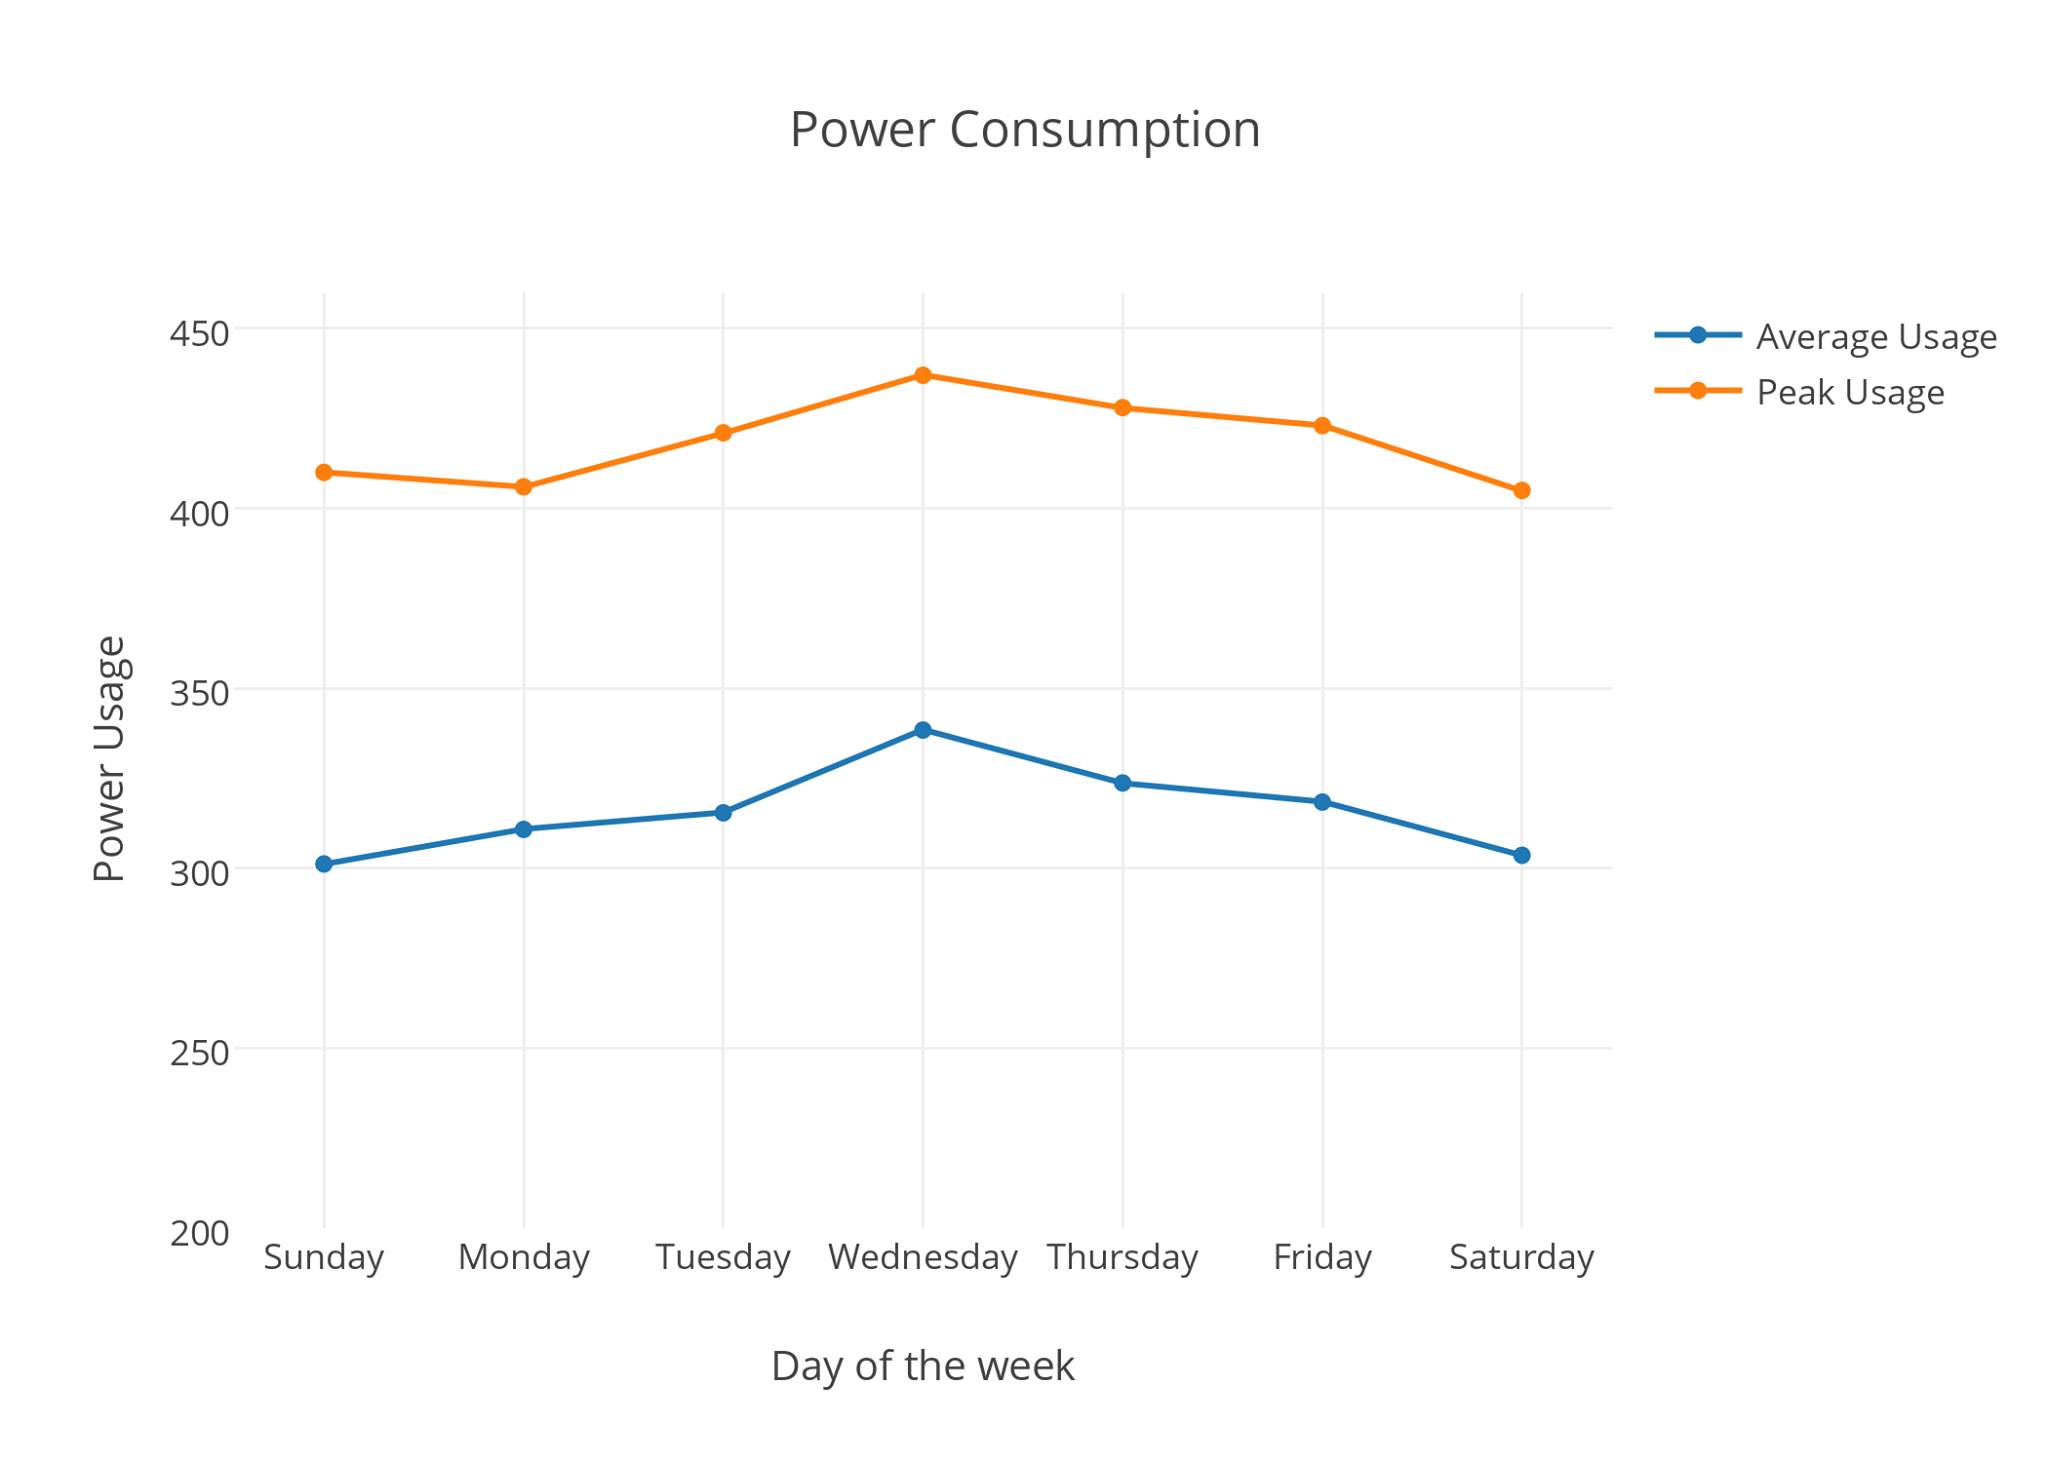 Power Consumption
450
400
350
300
250
200
Power Usage
Sunday Monday Tuesday Wednesday Thursday Friday Saturday
Day of the week
Average Usage
Peak Usage